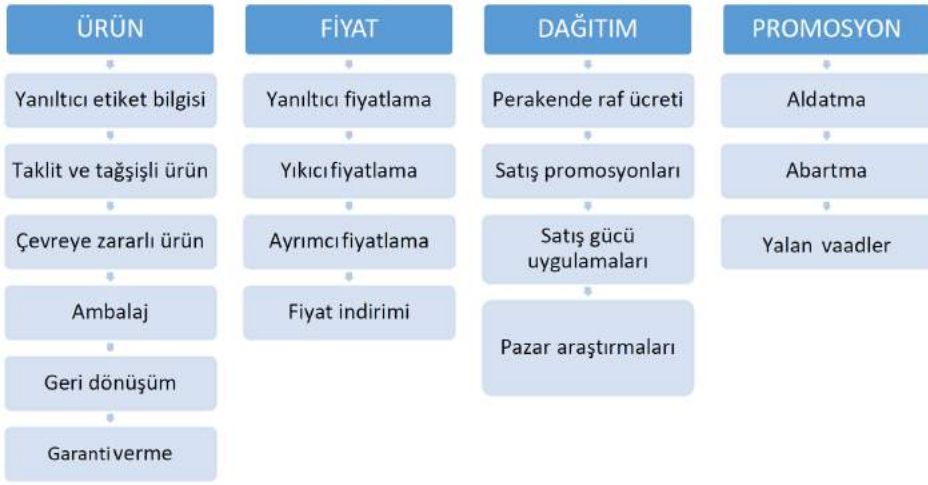 ÜRÜN
Yanıltıcı etiket bilgisi
Taklit ve tağşişli ürün
Çevreye zararlı ürün
Ambalaj
Geri dönüşüm
Garanti verme
FİYAT
Yanıltıcı fiyatlama
Yıkıcı fiyatlama
Ayrımcı fiyatlama
Fiyat indirimi
DAĞITIM
Perakende raf ücreti
Satış promosyonları
Satış gücü
uygulamaları
Pazar araştırmaları
PROMOSYON
Aldatma
Abartma
Yalan vaadler